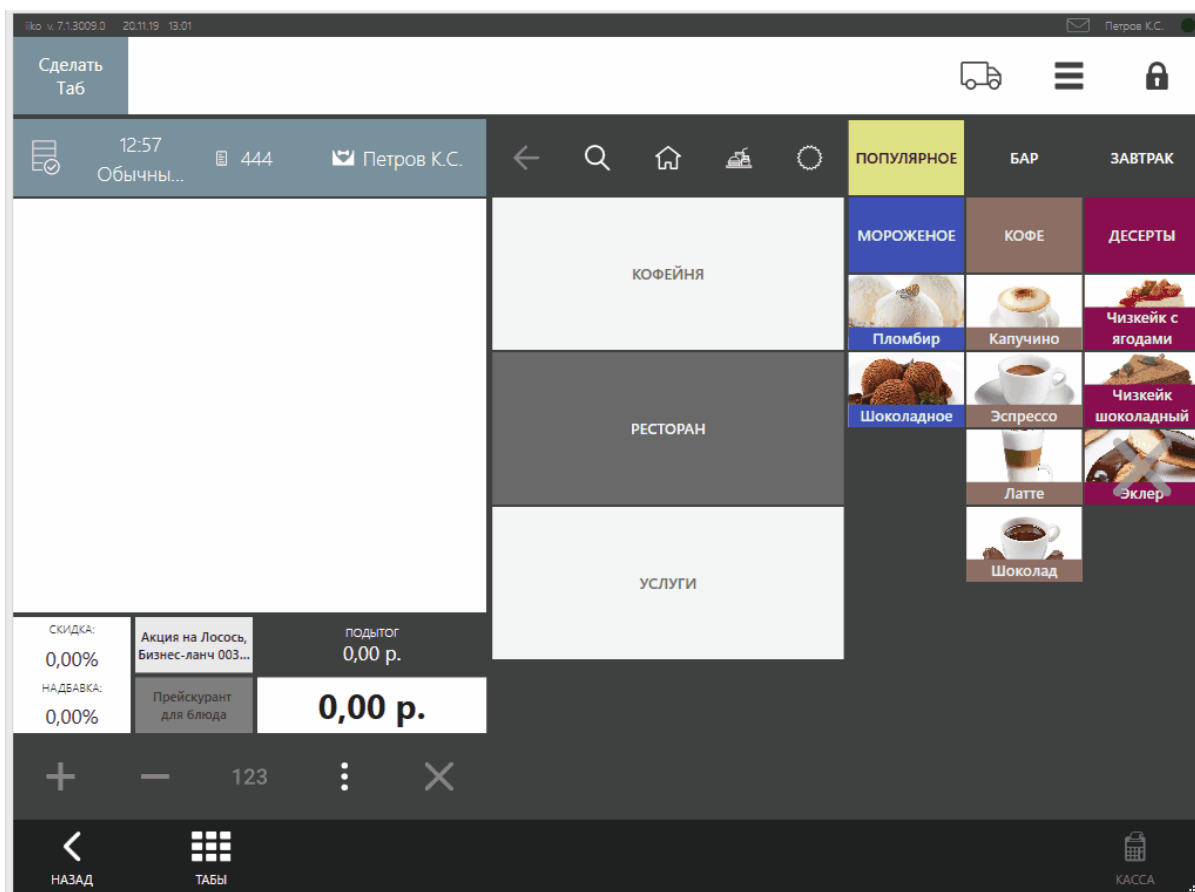 iiko v. 7.1.3009.0 20.11.19 13:01 Петров К.С.
Сделать
Таб
12:57
Обычны...
444
Петров К.С.
ПОПУЛЯРНОЕ БАР ЗАВТРАК
МОРОЖЕНОЕ КОФЕ ДЕСЕРТЫ
КОФЕЙНЯ
РЕСТОРАН
УСЛУГИ
Пломбир
Капучино
Чизкейк с
ягодами
Шоколадное
Эспрессо
Чизкейк
шоколадный
Латте
Эклер
Шоколад
СКИДКА:
0,00%
НАДБАВКА:
0,00%
Акция на Лосось,
Бизнес-ланч 003...
Прейскурант
для блюда
ПОДЫТОГ
0,00 р.
0,00 р.
123
НАЗАД
ТАБЫ
КАССА